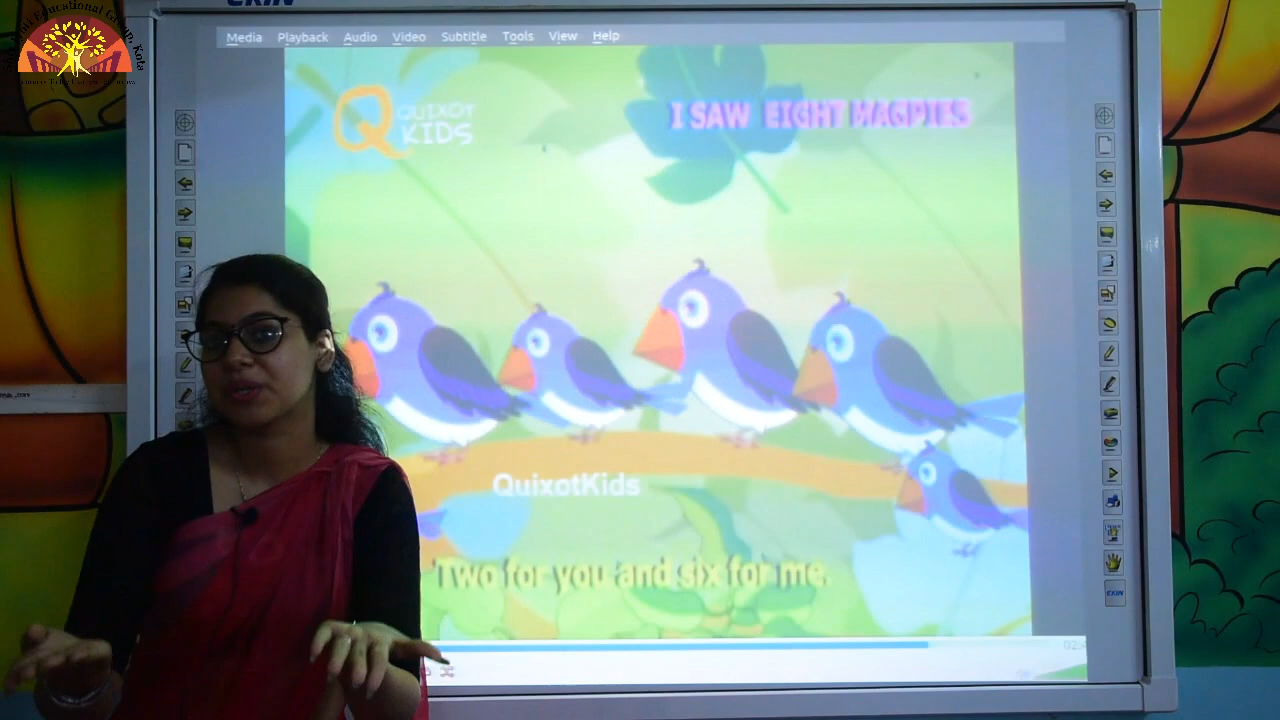 Media Playback Audio Video Subtitle Tools View Help
QUIXOT
KIDS
I SAW EIGHT MAGPIES
QuixotKids
Two for you and six for me.